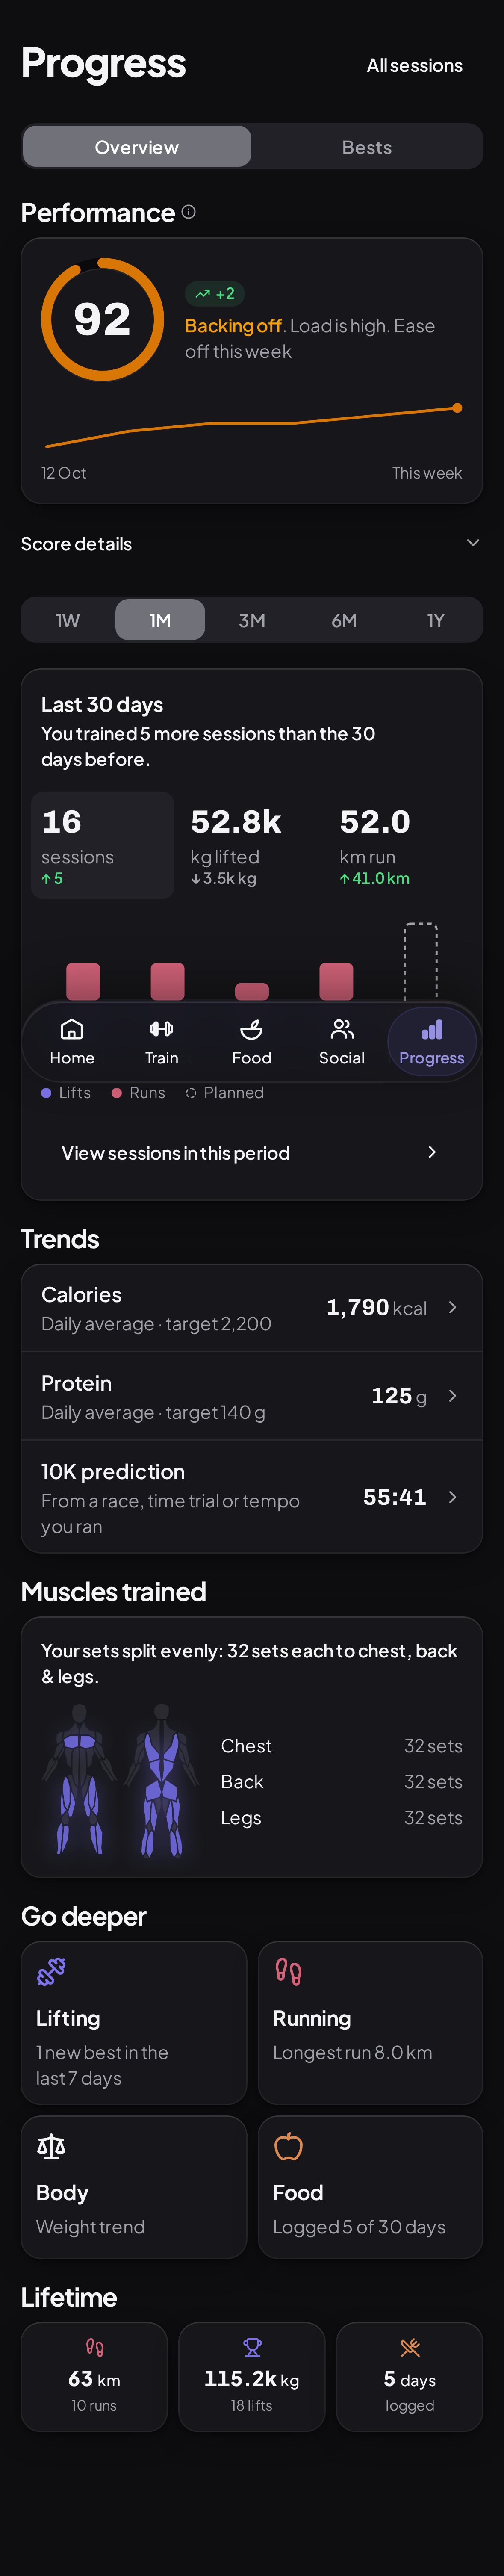 Progress
All sessions
Overview
Bests
Performance
92
+2
Backing off. Load is high. Ease
off this week
12 Oct
This week
Score details
1W
1M
3M
6M
1Y
Last 30 days
You trained 5 more sessions than the 30
days before.
16
52.8k
52.0
sessions
kg lifted
km run
↑5
↓3.5k kg
↑41.0 km
Home
Train
Food
Social
Progress
Lifts
Runs
Planned
View sessions in this period
Trends
Calories
Daily average · target 2,200
1,790 kcal
Protein
Daily average · target 140 g
125 g
10K prediction
From a race, time trial or tempo
you ran
55:41
Muscles trained
Your sets split evenly: 32 sets each to chest, back
& legs.
Chest
32 sets
Back
32 sets
Legs
32 sets
Go deeper
Lifting
1 new best in the
last 7 days
Running
Longest run 8.0 km
Body
Weight trend
Food
Logged 5 of 30 days
Lifetime
63 km
10 runs
115.2k kg
18 lifts
5 days
logged